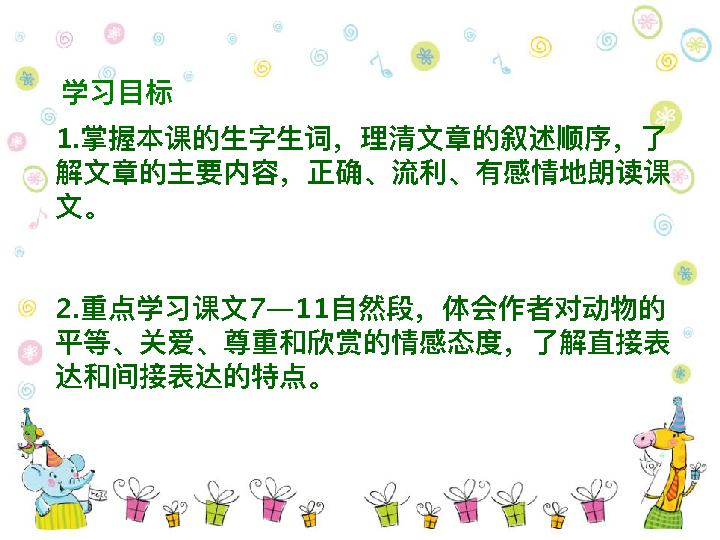 学习目标
1.掌握本课的生字生词，理清文章的叙述顺序，了
解文章的主要内容，正确、流利、有感情地朗读课
文。
2.重点学习课文7—11自然段，体会作者对动物的
平等、关爱、尊重和欣赏的情感态度，了解直接表
达和间接表达的特点。